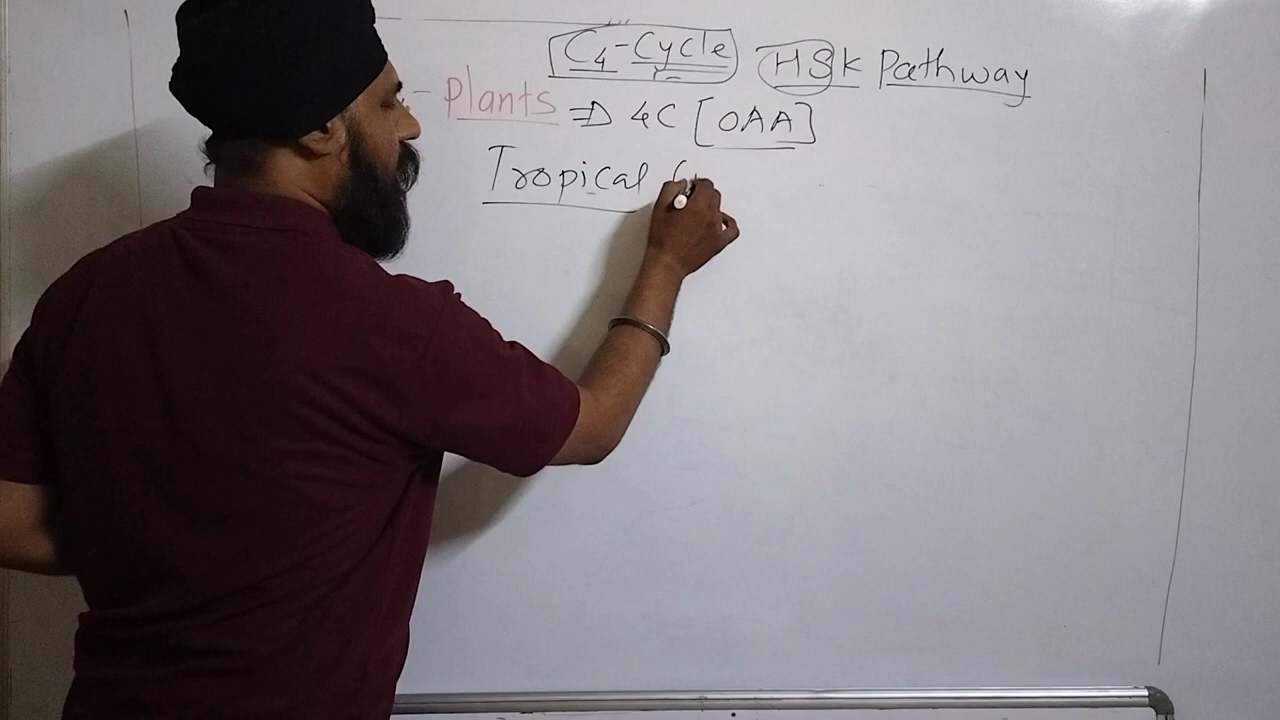 C₄-Cycle HSK Pathway
- Plants ⇒ 4C [OAA]
Tropical (